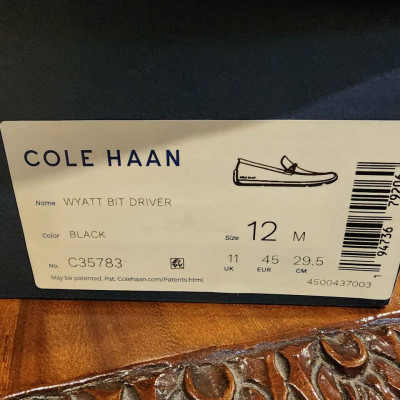 COLE HAAN
Name WYATT BIT DRIVER
Color BLACK
Size 12 M
No. C35783
11 45 29.5
UK EUR CM
May be patented. Pat. Colehaan.com/Patents.html
4500437003
1 94736 79206